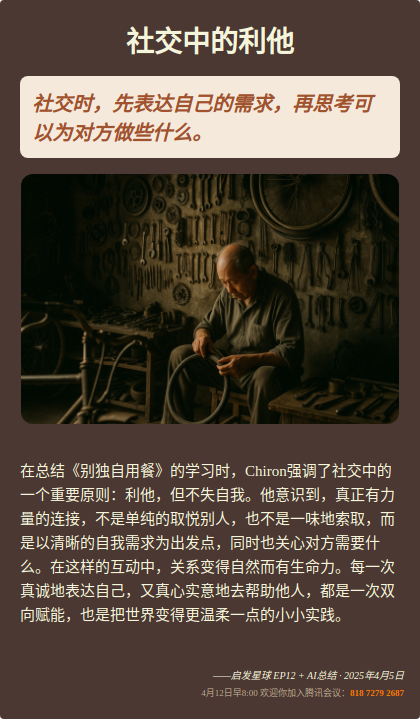 社交中的利他
社交时，先表达自己的需求，再思考可
以为对方做些什么。
在总结《别独自用餐》的学习时，Chiron强调了社交中的
一个重要原则：利他，但不失自我。他意识到，真正有力
量的连接，不是单纯的取悦别人，也不是一味地索取，而
是以清晰的自我需求为出发点，同时也关心对方需要什
么。在这样的互动中，关系变得自然而有生命力。每一次
真诚地表达自己，又真心实意地去帮助他人，都是一次双
向赋能，也是把世界变得更温柔一点的小小实践。
——启发星球 EP12 + AI总结 · 2025年4月5日
4月12日早8:00 欢迎你加入腾讯会议：818 7279 2687